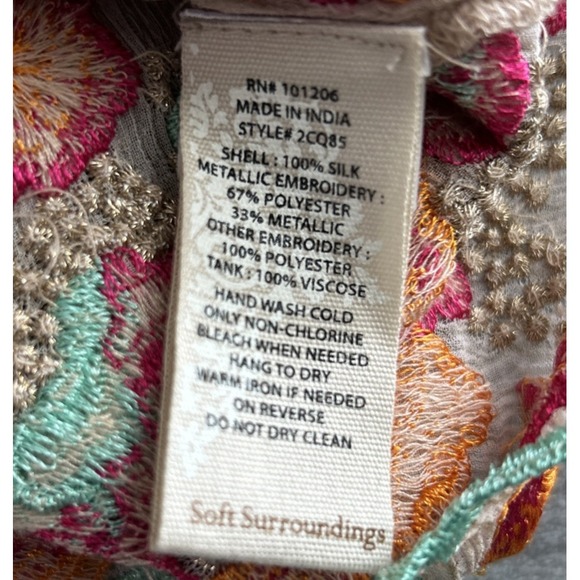 RN# 101206
MADE IN INDIA
STYLE# 2CQ85
SHELL : 100% SILK
METALLIC EMBROIDERY :
67% POLYESTER
33% METALLIC
OTHER EMBROIDERY :
100% POLYESTER
TANK : 100% VISCOSE
HAND WASH COLD
ONLY NON-CHLORINE
BLEACH WHEN NEEDED
HANG TO DRY
WARM IRON IF NEEDED
ON REVERSE
DO NOT DRY CLEAN
Soft Surroundings